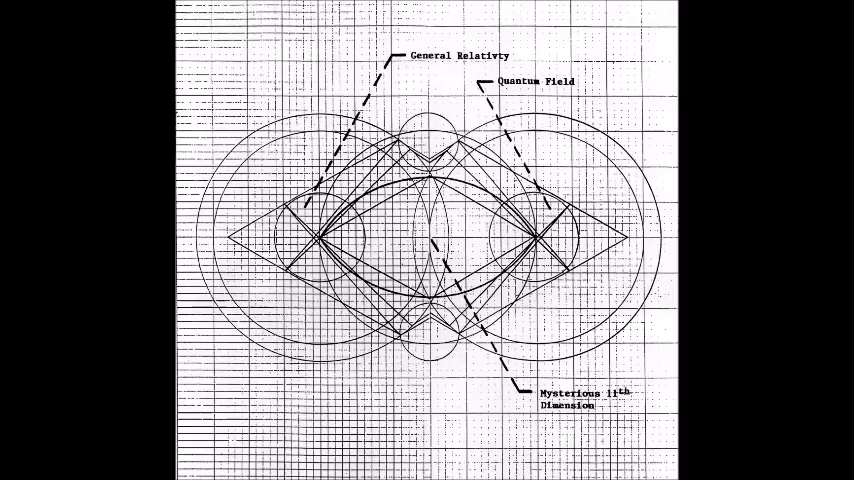 General Relativty
Quantum Field
Mysterious 11th
Dimension